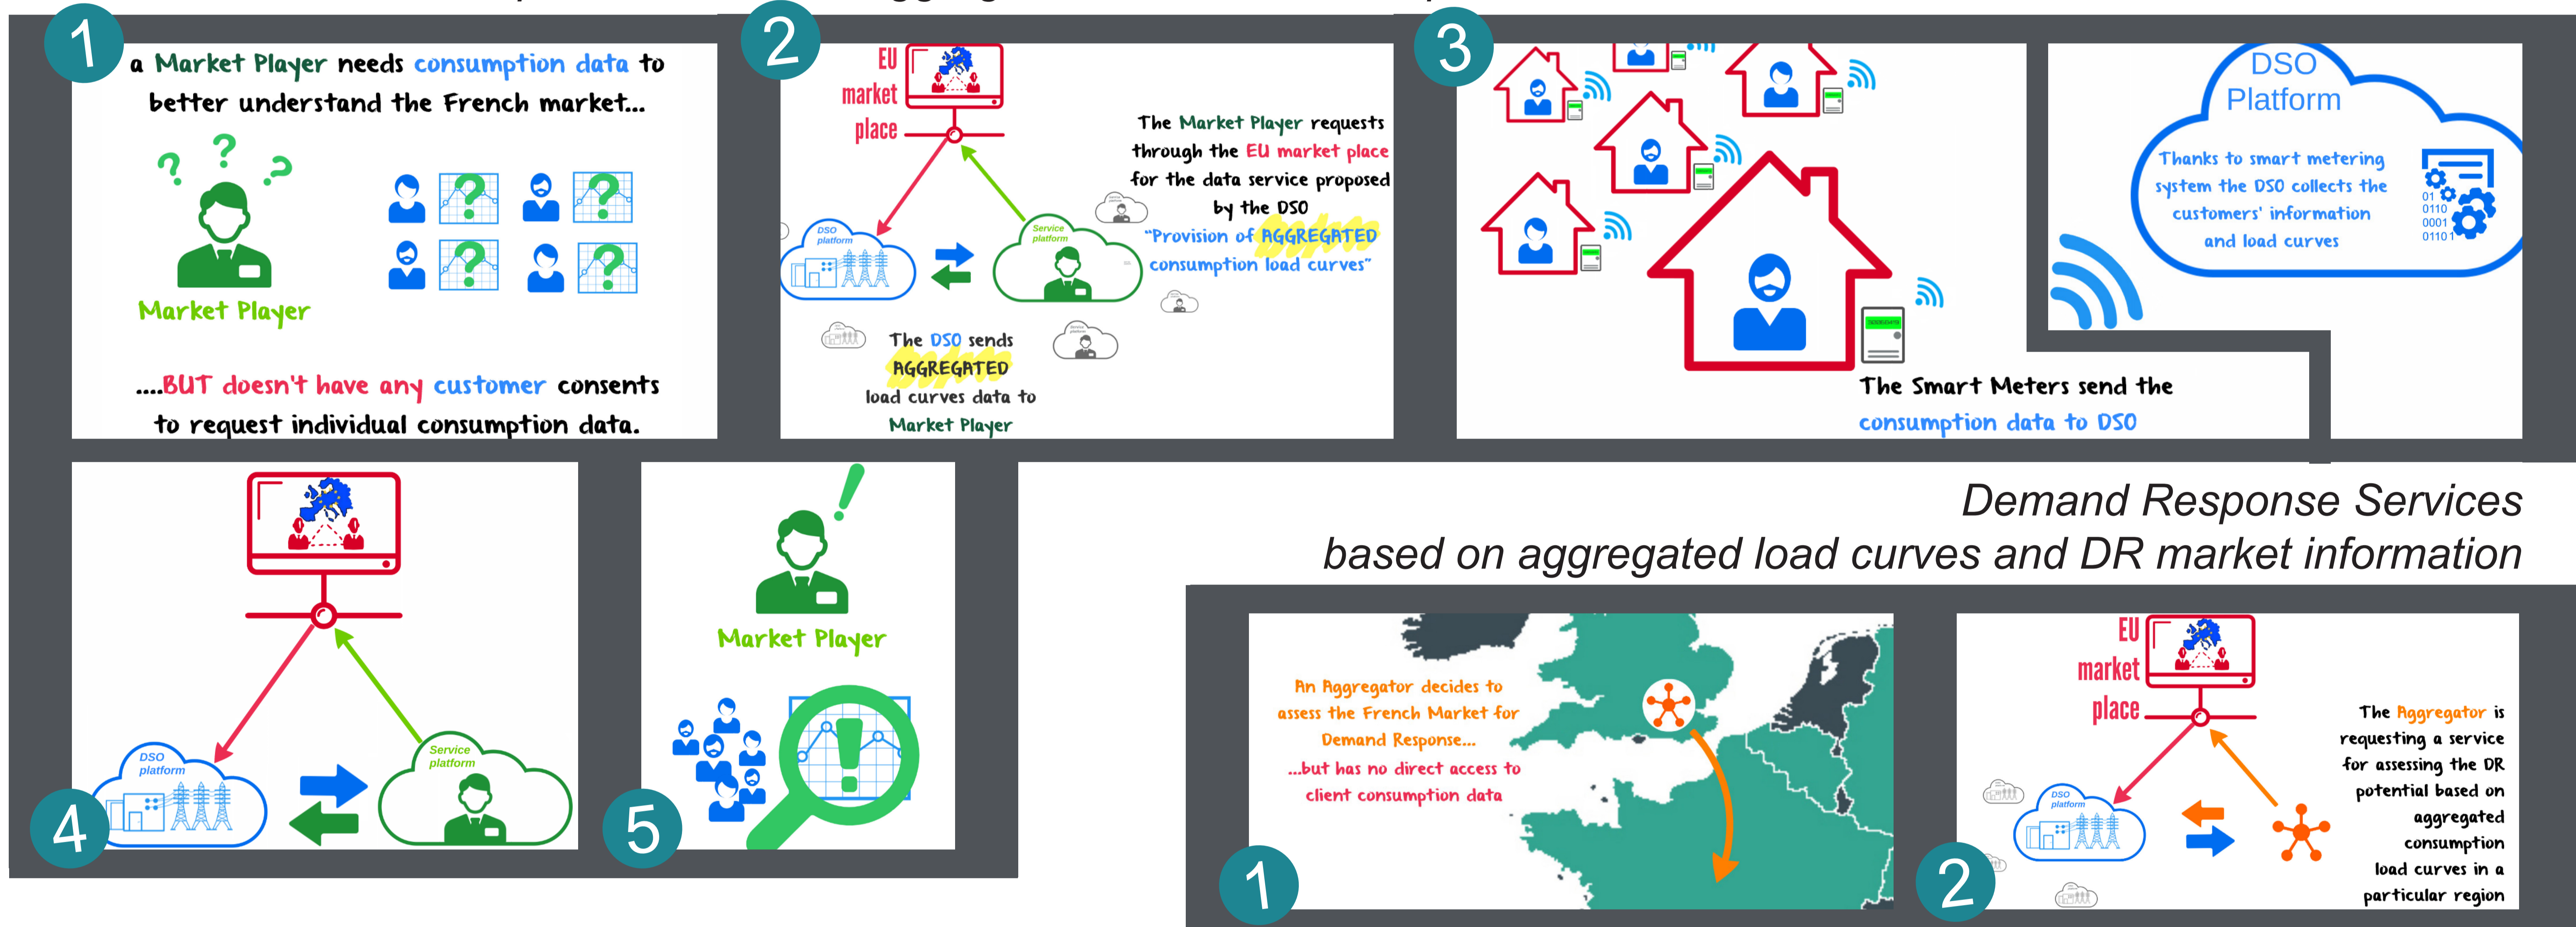 1
a Market Player needs consumption data to
better understand the French market...
? ? ?
? ?
? ?
Market Player
....BUT doesn't have any customer consents
to request individual consumption data.
2
EU
market
place
The Market Player requests
through the EU market place
for the data service proposed
by the DSO
"Provision of AGGREGATED
consumption load curves"
DSO
platform
Service
platform
The DSO sends
AGGREGATED
load curves data to
Market Player
3
The Smart Meters send the
consumption data to DSO
DSO
Platform
Thanks to smart metering
system the DSO collects the
customers' information
and load curves
01
0110
0001
0110 1
4
DSO
platform
Service
platform
5
!
Market Player
!
Demand Response Services
based on aggregated load curves and DR market information
1
An Aggregator decides to
assess the French Market for
Demand Response...
...but has no direct access to
client consumption data
2
EU
market
place
DSO
platform
The Aggregator is
requesting a service
for assessing the DR
potential based on
aggregated
consumption
load curves in a
particular region